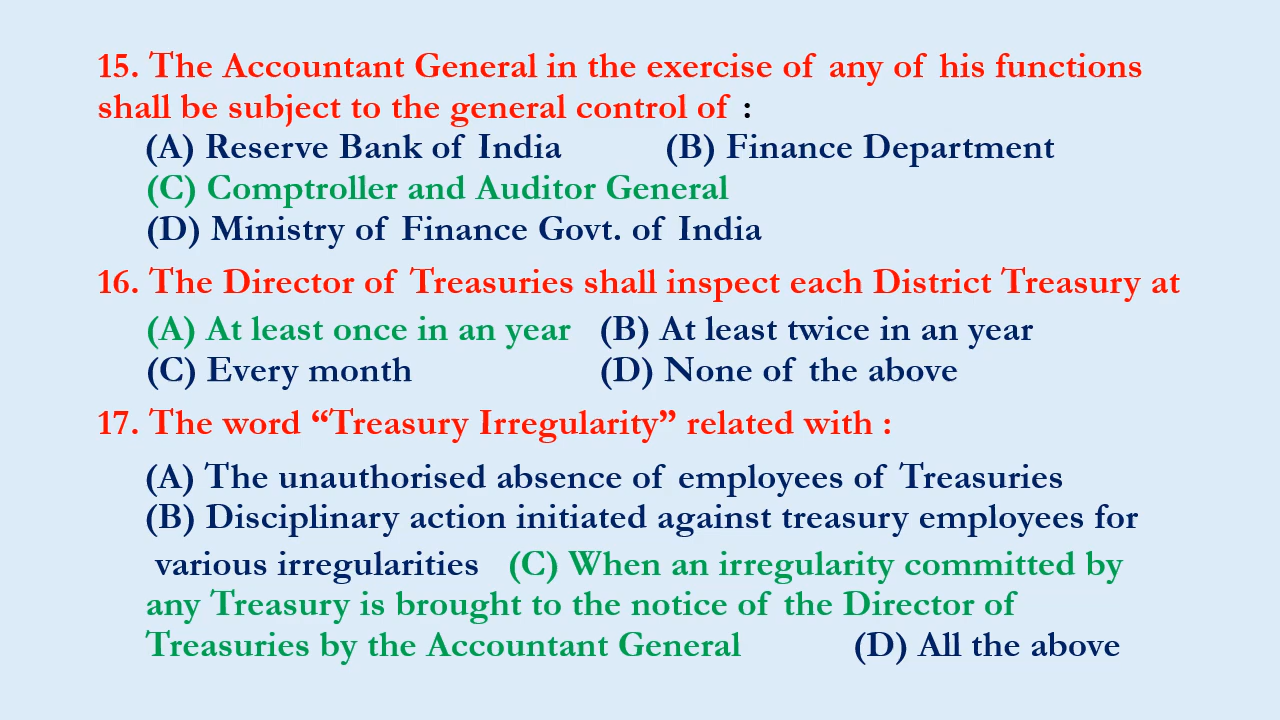 15. The Accountant General in the exercise of any of his functions
shall be subject to the general control of :
(A) Reserve Bank of India (B) Finance Department
(C) Comptroller and Auditor General
(D) Ministry of Finance Govt. of India
16. The Director of Treasuries shall inspect each District Treasury at
(A) At least once in an year (B) At least twice in an year
(C) Every month (D) None of the above
17. The word “Treasury Irregularity” related with :
(A) The unauthorised absence of employees of Treasuries
(B) Disciplinary action initiated against treasury employees for
various irregularities (C) When an irregularity committed by
any Treasury is brought to the notice of the Director of
Treasuries by the Accountant General (D) All the above